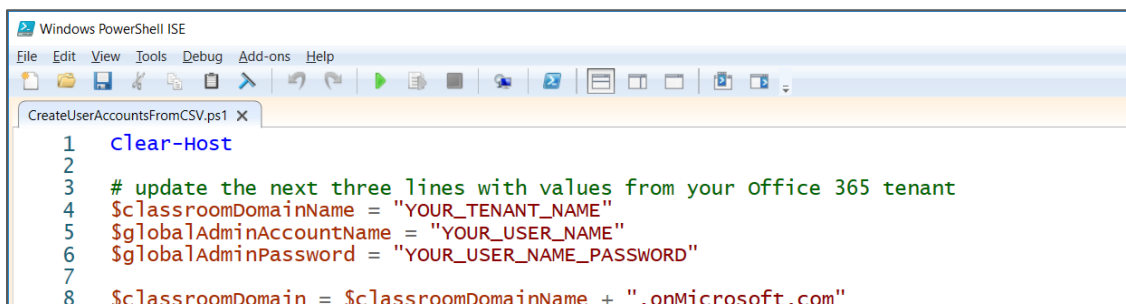 Windows PowerShell ISE
File Edit View Tools Debug Add-ons Help
CreateUserAccountsFromCSV.ps1 X
1 Clear-Host
2
3 # update the next three lines with values from your Office 365 tenant
4 $classroomDomainName = "YOUR_TENANT_NAME"
5 $globalAdminAccountName = "YOUR_USER_NAME"
6 $globalAdminPassword = "YOUR_USER_NAME_PASSWORD"
7
8 $classroomDomain = $classroomDomainName + ".onMicrosoft.com"